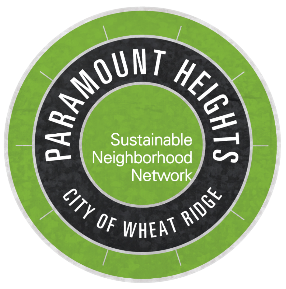 PARAMOUNT HEIGHTS
Sustainable
Neighborhood
Network
CITY OF WHEAT RIDGE